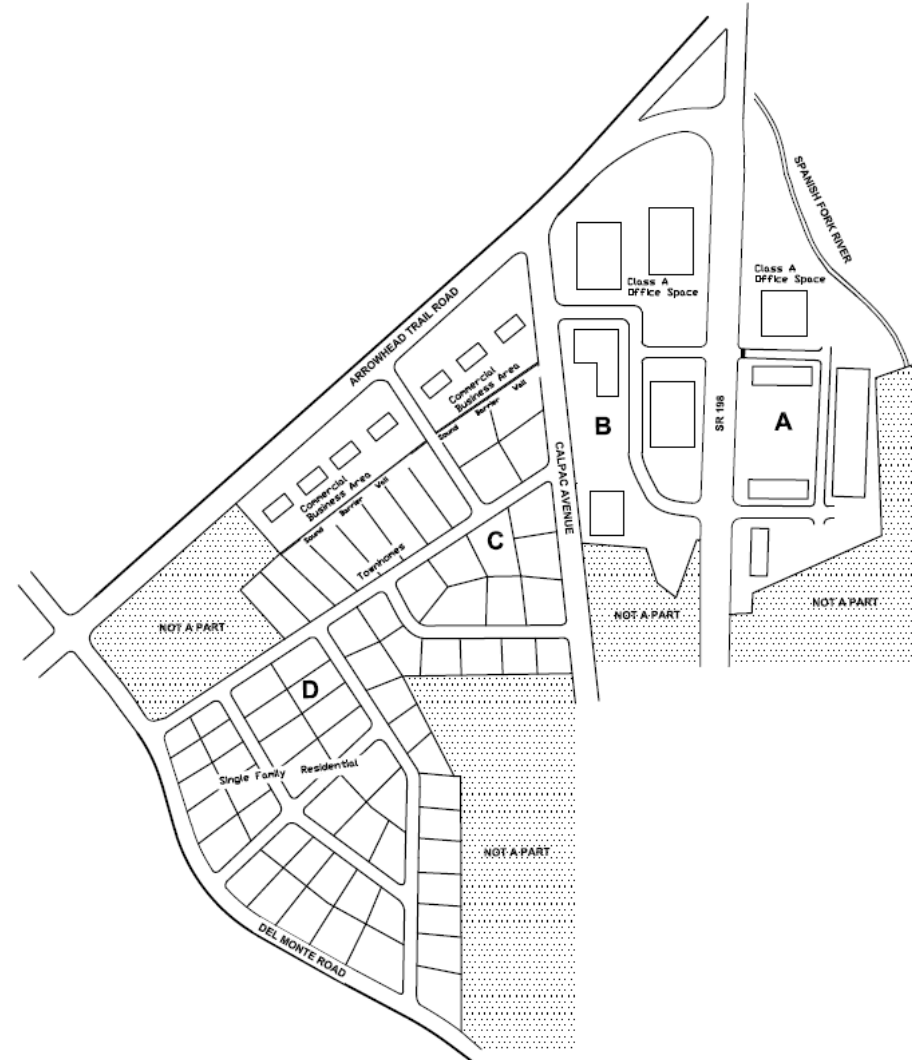 SPANISH FORK RIVER
Class A
Office Space
Class A
Office Space
ARROWHEAD TRAIL ROAD
Commercial
Business Area
Sound Barrier Wall
SR 198
A
B
CALPAC AVENUE
Commercial
Business Area
Sound Barrier Wall
Townhomes
C
NOT A PART
NOT A PART
NOT A PART
D
Single Family Residential
NOT A PART
DEL MONTE ROAD